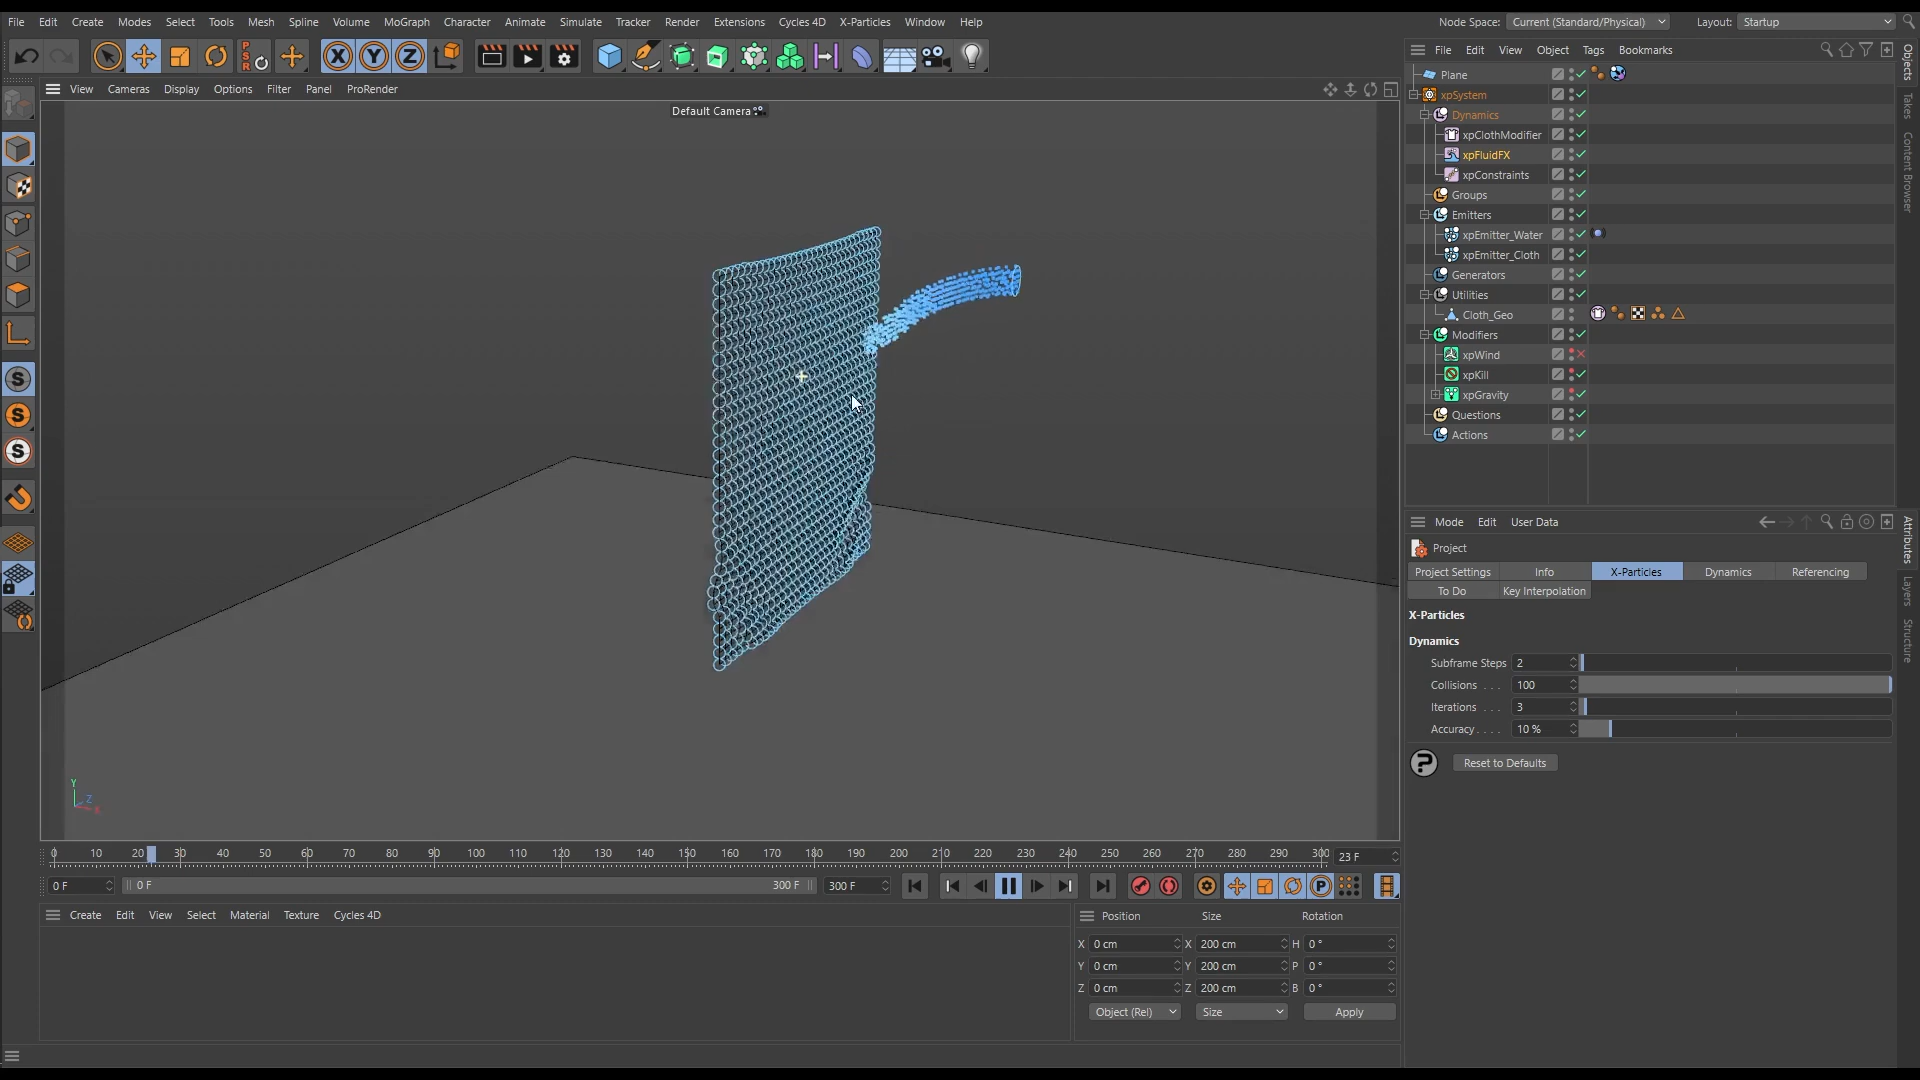 File Edit Create Modes Select Tools Mesh Spline Volume MoGraph Character Animate Simulate Tracker Render Extensions Cycles 4D X-Particles Window Help
Node Space: Current (Standard/Physical) Layout: Startup
File Edit View Object Tags Bookmarks
View Cameras Display Options Filter Panel ProRender
Default Camera
P
S
R
X Y Z
S
S
S
Plane
xpSystem
Dynamics
xpClothModifier
xpFluidFX
xpConstraints
Groups
Emitters
xpEmitter_Water
xpEmitter_Cloth
Generators
Utilities
Cloth_Geo
Modifiers
xpWind
xpKill
xpGravity
Questions
Actions
Objects
Takes
Content Browser
Mode Edit User Data
Project
Project Settings Info X-Particles Dynamics Referencing
To Do Key Interpolation
X-Particles
Dynamics
Subframe Steps 2
Collisions . . . 100
Iterations . . . 3
Accuracy . . . . 10 %
? Reset to Defaults
Attributes
Layers
Structure
Y
Z
X
0 10 20 30 40 50 60 70 80 90 100 110 120 130 140 150 160 170 180 190 200 210 220 230 240 250 260 270 280 290 300 23 F
0 F 0 F 300 F 300 F P
Create Edit View Select Material Texture Cycles 4D
Position Size Rotation
X 0 cm X 200 cm H 0 °
Y 0 cm Y 200 cm P 0 °
Z 0 cm Z 200 cm B 0 °
Object (Rel) Size Apply